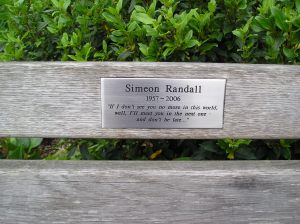 Simeon Randall
1957 ~ 2006
"If I don't see you no more in this world,
well, I'll meet you in the next one -
and don't be late..."